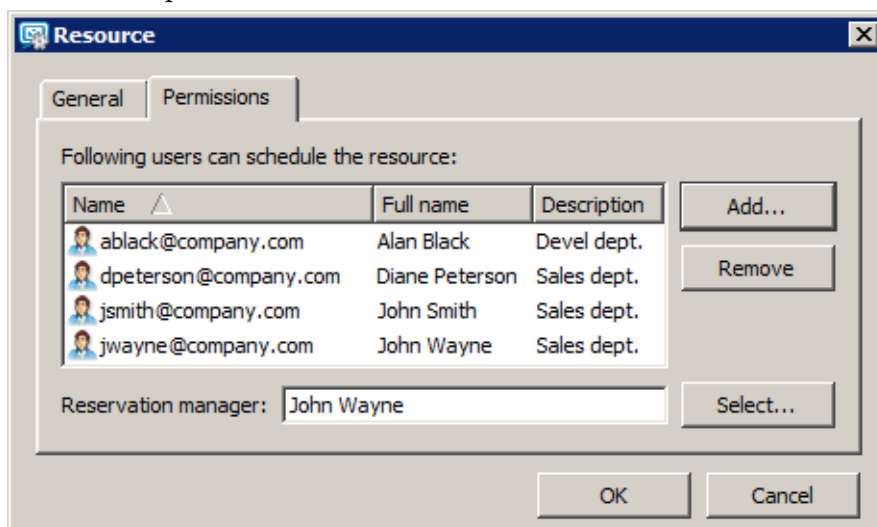 Resource
General Permissions
Following users can schedule the resource:
Name Full name Description Add...
ablack@company.com Alan Black Devel dept.
dpeterson@company.com Diane Peterson Sales dept. Remove
jsmith@company.com John Smith Sales dept.
jwayne@company.com John Wayne Sales dept.
Reservation manager: John Wayne Select...
OK Cancel